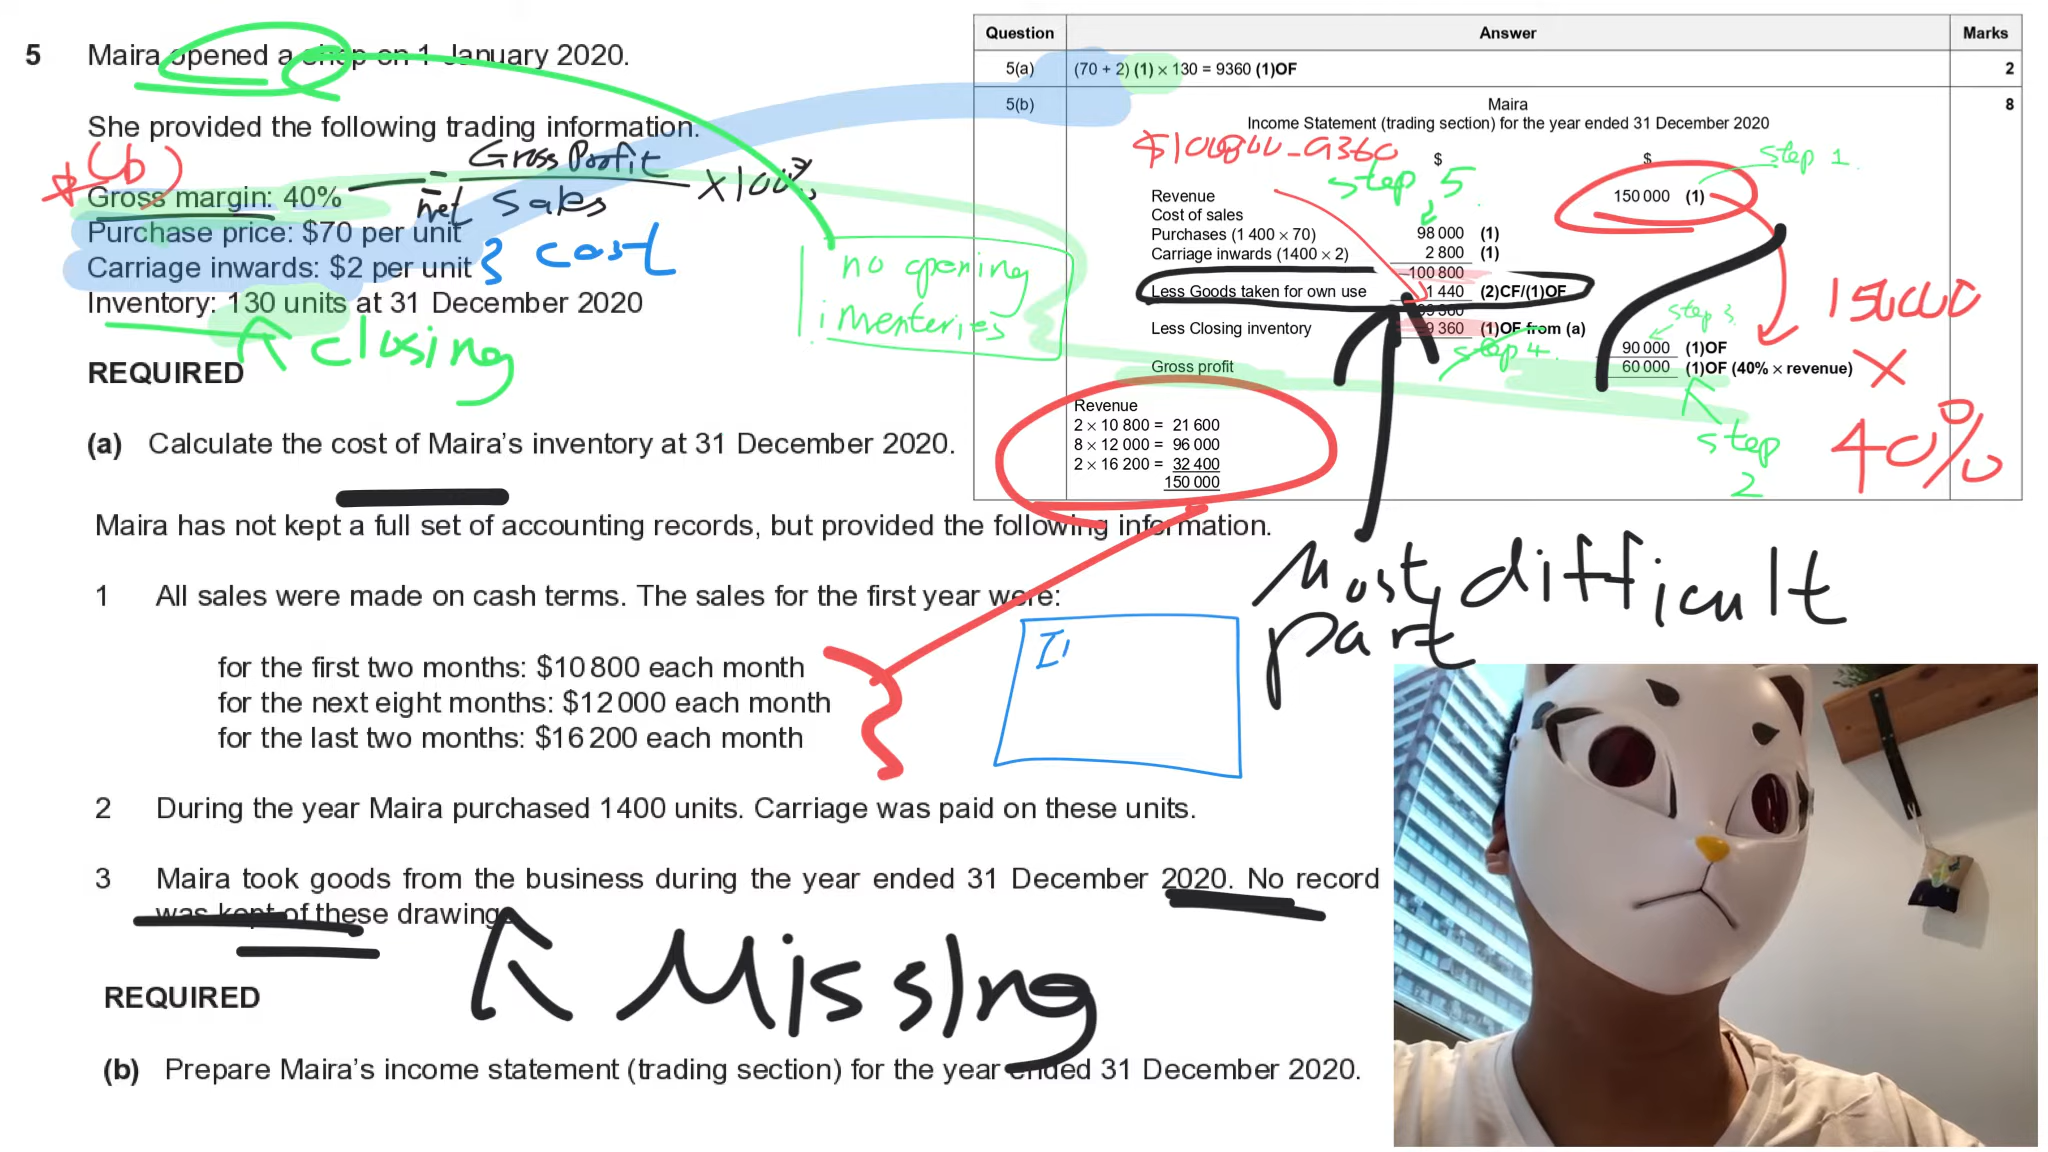 5 Maira opened a shop on 1 January 2020.
She provided the following trading information.
(b)
Gross margin: 40% = Gross Profit / net sales × 100%
Purchase price: $70 per unit
Carriage inwards: $2 per unit
} cost
Inventory: 130 units at 31 December 2020
closing
no opening
REQUIRED
(a) Calculate the cost of Maira’s inventory at 31 December 2020.
Maira has not kept a full set of accounting records, but provided the following information.
1 All sales were made on cash terms. The sales for the first year were:
for the first two months: $10 800 each month
for the next eight months: $12 000 each month
for the last two months: $16 200 each month
2 During the year Maira purchased 1400 units. Carriage was paid on these units.
3 Maira took goods from the business during the year ended 31 December 2020. No record
was kept of these drawings
Missing
REQUIRED
(b) Prepare Maira’s income statement (trading section) for the year ended 31 December 2020.
Question Answer Marks
5(a) (70 + 2) (1) × 130 = 9360 (1)OF 2
5(b) Maira 8
Income Statement (trading section) for the year ended 31 December 2020
$100800-9360
$ $
step 1
step 5
Revenue 150 000 (1)
Cost of sales
Purchases (1 400 × 70) 98 000 (1)
Carriage inwards (1400 × 2) 2 800 (1)
100 800
Less Goods taken for own use 1 440 (2)CF/(1)OF
99 360
Less Closing inventory 9 360 (1)OF from (a)
step 3
step 4
90 000 (1)OF
Gross profit 60 000 (1)OF (40% × revenue)
step
2
×
40%
Revenue
2 × 10 800 = 21 600
8 × 12 000 = 96 000
2 × 16 200 = 32 400
150 000
Most difficult
part